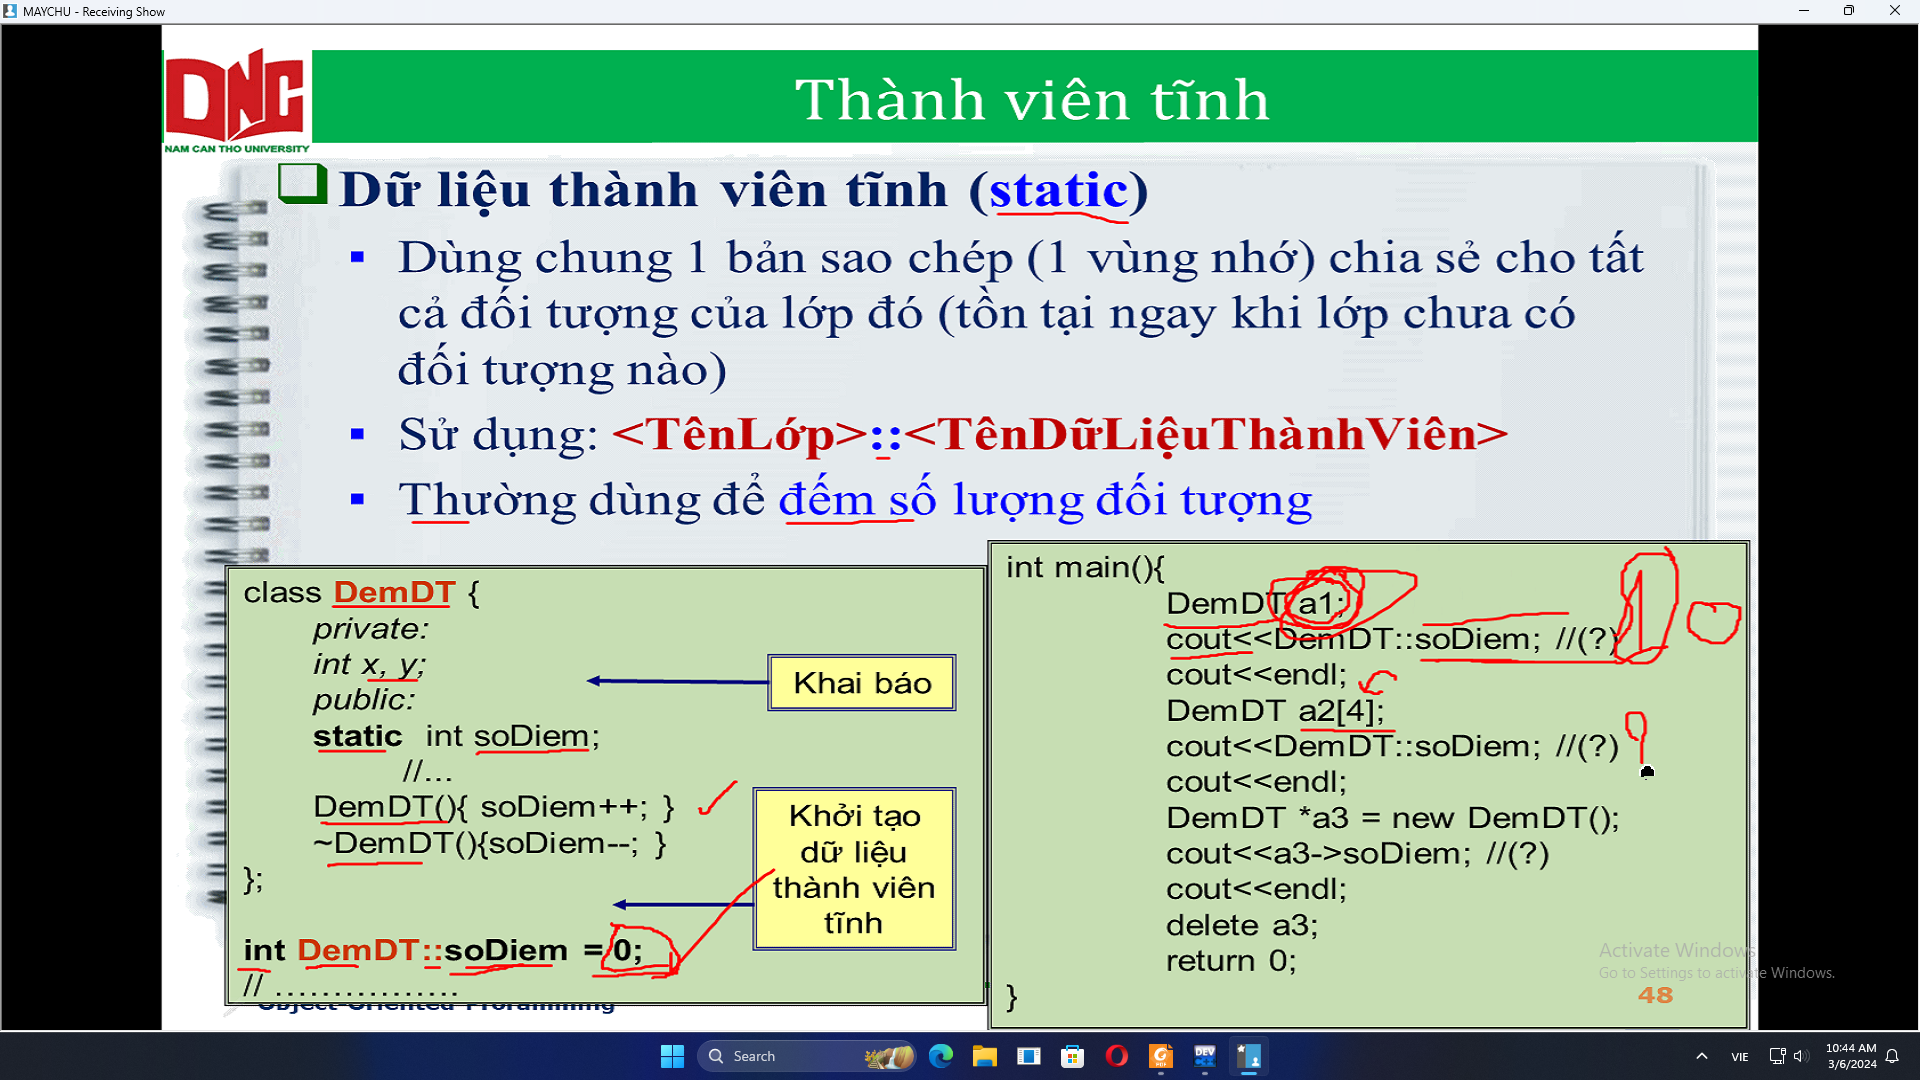 MAYCHU - Receiving Show
DNC
NAM CAN THO UNIVERSITY
Thành viên tĩnh
Dữ liệu thành viên tĩnh (static)
Dùng chung 1 bản sao chép (1 vùng nhớ) chia sẻ cho tất
cả đối tượng của lớp đó (tồn tại ngay khi lớp chưa có
đối tượng nào)
Sử dụng: <TênLớp>::<TênDữLiệuThànhViên>
Thường dùng để đếm số lượng đối tượng
class DemDT {
private:
int x, y;
public:
static int soDiem;
//...
DemDT(){ soDiem++; }
~DemDT(){soDiem--; }
};
int DemDT::soDiem = 0;
// ................
Khai báo
Khởi tạo
dữ liệu
thành viên
tĩnh
int main(){
DemDT a1;
cout<<DemDT::soDiem; //(?)
cout<<endl;
DemDT a2[4];
cout<<DemDT::soDiem; //(?)
cout<<endl;
DemDT *a3 = new DemDT();
cout<<a3->soDiem; //(?)
cout<<endl;
delete a3;
return 0;
}
1
Activate Windows
Go to Settings to activate Windows.
48
Object-Oriented Programming
Search
DEV
VIE
10:44 AM
3/6/2024